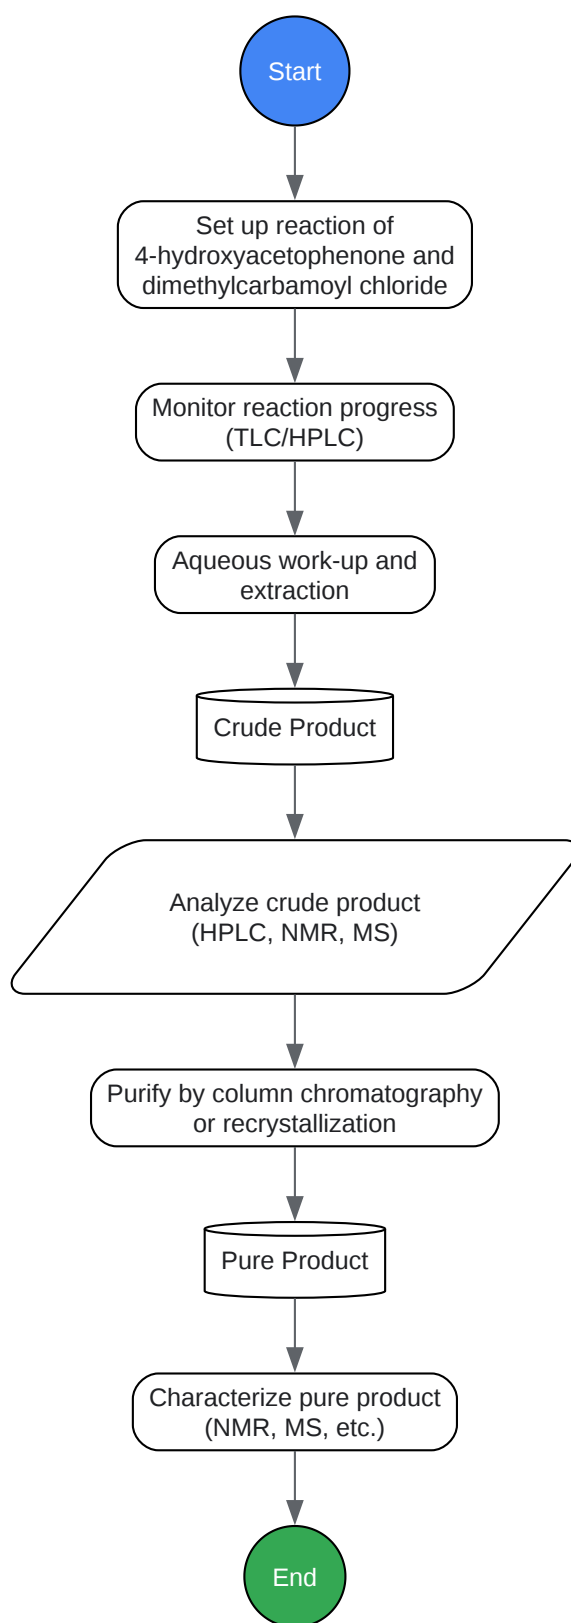 Start
Set up reaction of
4-hydroxyacetophenone and
dimethylcarbamoyl chloride
Monitor reaction progress
(TLC/HPLC)
Aqueous work-up and
extraction
Crude Product
Analyze crude product
(HPLC, NMR, MS)
Purify by column chromatography
or recrystallization
Pure Product
Characterize pure product
(NMR, MS, etc.)
End